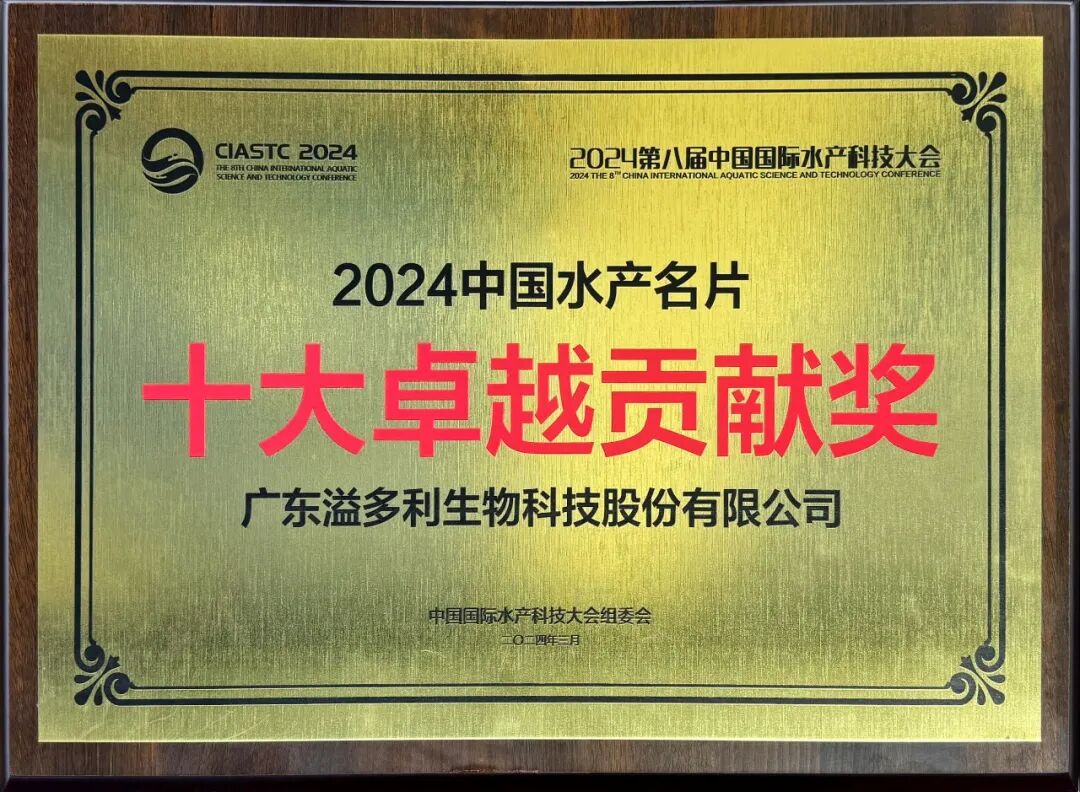 CIASTC 2024
THE 8TH CHINA INTERNATIONAL AQUATIC
SCIENCE AND TECHNOLOGY CONFERENCE
2024第八届中国国际水产科技大会
2024 THE 8TH CHINA INTERNATIONAL AQUATIC SCIENCE AND TECHNOLOGY CONFERENCE
2024中国水产名片
十大卓越贡献奖
广东溢多利生物科技股份有限公司
中国国际水产科技大会组委会
二〇二四年三月